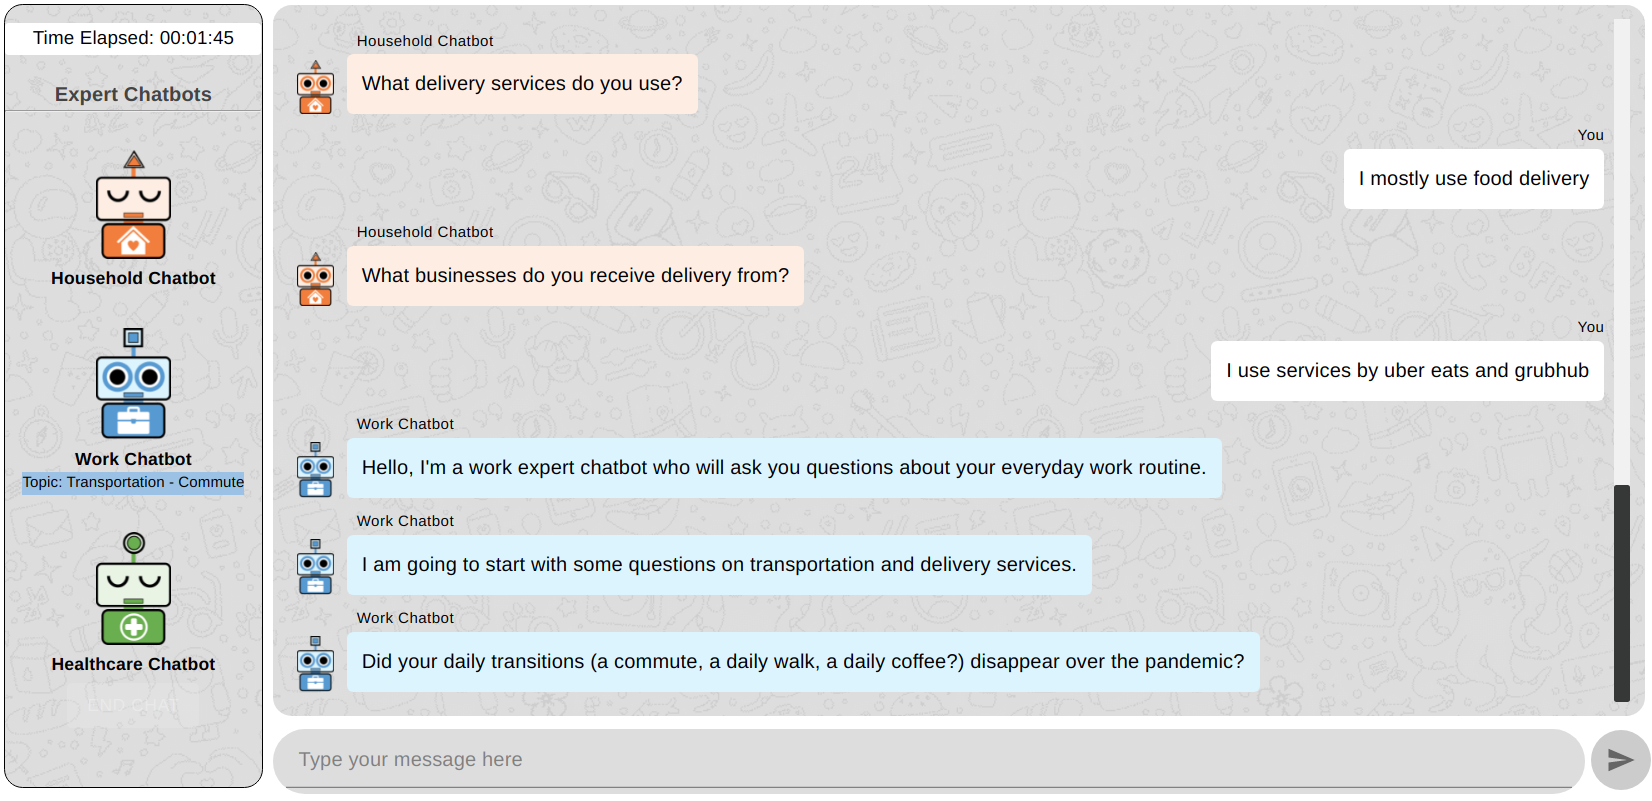 Time Elapsed: 00:01:45
Expert Chatbots
Household Chatbot
Work Chatbot
Topic: Transportation - Commute
Healthcare Chatbot
END CHAT
Household Chatbot
What delivery services do you use?
You
I mostly use food delivery
Household Chatbot
What businesses do you receive delivery from?
You
I use services by uber eats and grubhub
Work Chatbot
Hello, I'm a work expert chatbot who will ask you questions about your everyday work routine.
Work Chatbot
I am going to start with some questions on transportation and delivery services.
Work Chatbot
Did your daily transitions (a commute, a daily walk, a daily coffee?) disappear over the pandemic?
Type your message here